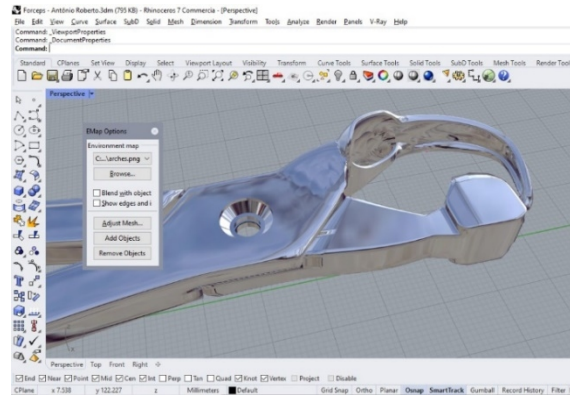 Forceps - António Roberto.3dm (795 KB) - Rhinoceros 7 Commercia - [Perspective]
File Edit View Curve Surface SubD Solid Mesh Dimension Transform Tools Analyze Render Panels V-Ray Help
Command: _ViewportProperties
Command: _DocumentProperties
Command:
Standard CPlanes Set View Display Select Viewport Layout Visibility Transform Curve Tools Surface Tools Solid Tools SubD Tools Mesh Tools Render Tool
Perspective
EMap Options
Environment map
C:...\arches.png
Browse...
Blend with object
Show edges and i
Adjust Mesh...
Add Objects
Remove Objects
Perspective Top Front Right
End Near Point Mid Cen Int Perp Tan Quad Knot Vertex Project Disable
CPlane x 7.538 y 122.227 z Millimeters Default Grid Snap Ortho Planar Osnap SmartTrack Gumball Record History Filter